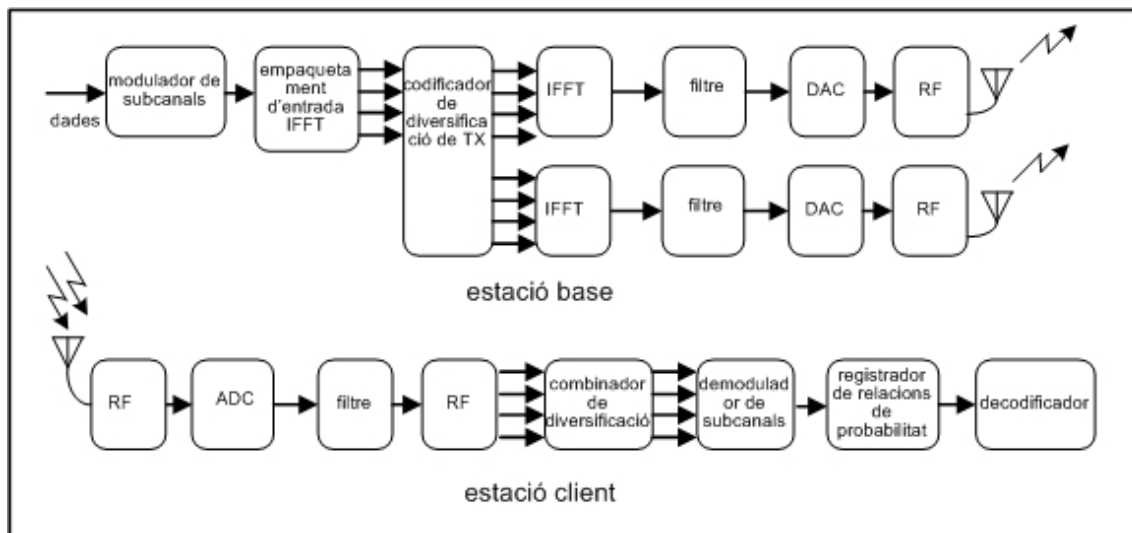 modulador de
subcanals
empaqueta
ment
d'entrada
IFFT
codificador
de
diversifica
ció de TX
IFFT
filtre
DAC
RF
dades
IFFT
filtre
DAC
RF
estació base
RF
ADC
filtre
RF
combinador
de
diversificació
demodulad
or de
subcanals
registrador
de relacions
de
probabilitat
decodificador
estació client